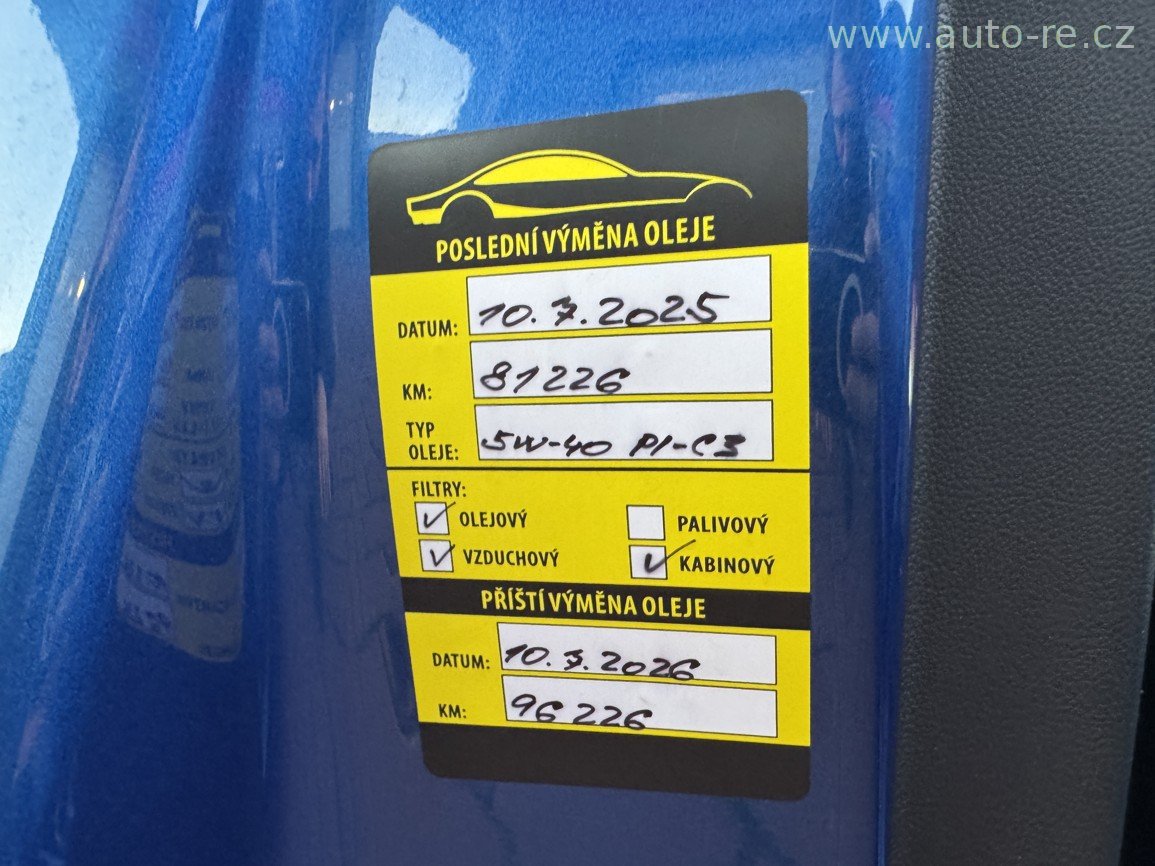 www.auto-re.cz
POSLEDNÍ VÝMĚNA OLEJE
DATUM: 10.7.2025
KM: 81226
TYP OLEJE: 5W-40 PI-C3
FILTRY:
OLEJOVÝ PALIVOVÝ
VZDUCHOVÝ KABINOVÝ
PŘÍŠTÍ VÝMĚNA OLEJE
DATUM: 10.7.2026
KM: 96226